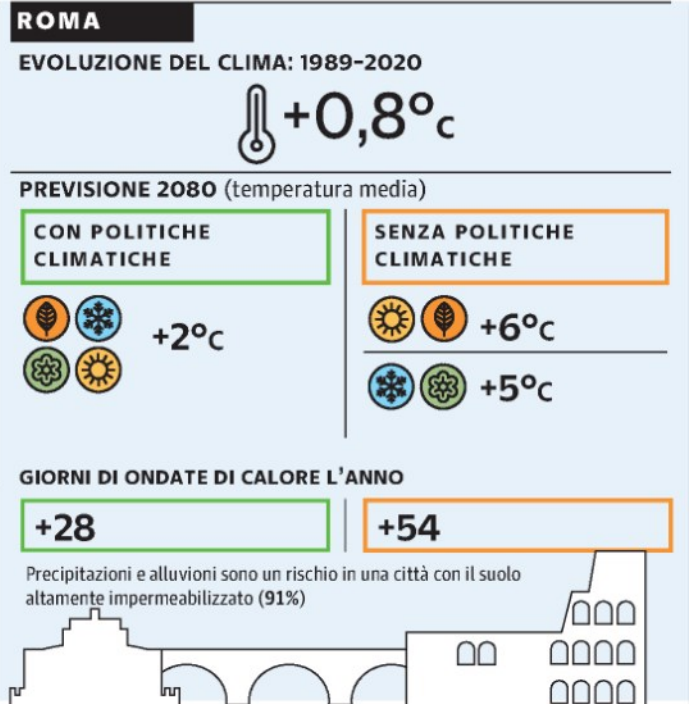 ROMA
EVOLUZIONE DEL CLIMA: 1989-2020
+0,8°C
PREVISIONE 2080 (temperatura media)
CON POLITICHE
CLIMATICHE
+2°C
SENZA POLITICHE
CLIMATICHE
+6°C
+5°C
GIORNI DI ONDATE DI CALORE L'ANNO
+28
+54
Precipitazioni e alluvioni sono un rischio in una città con il suolo
altamente impermeabilizzato (91%)